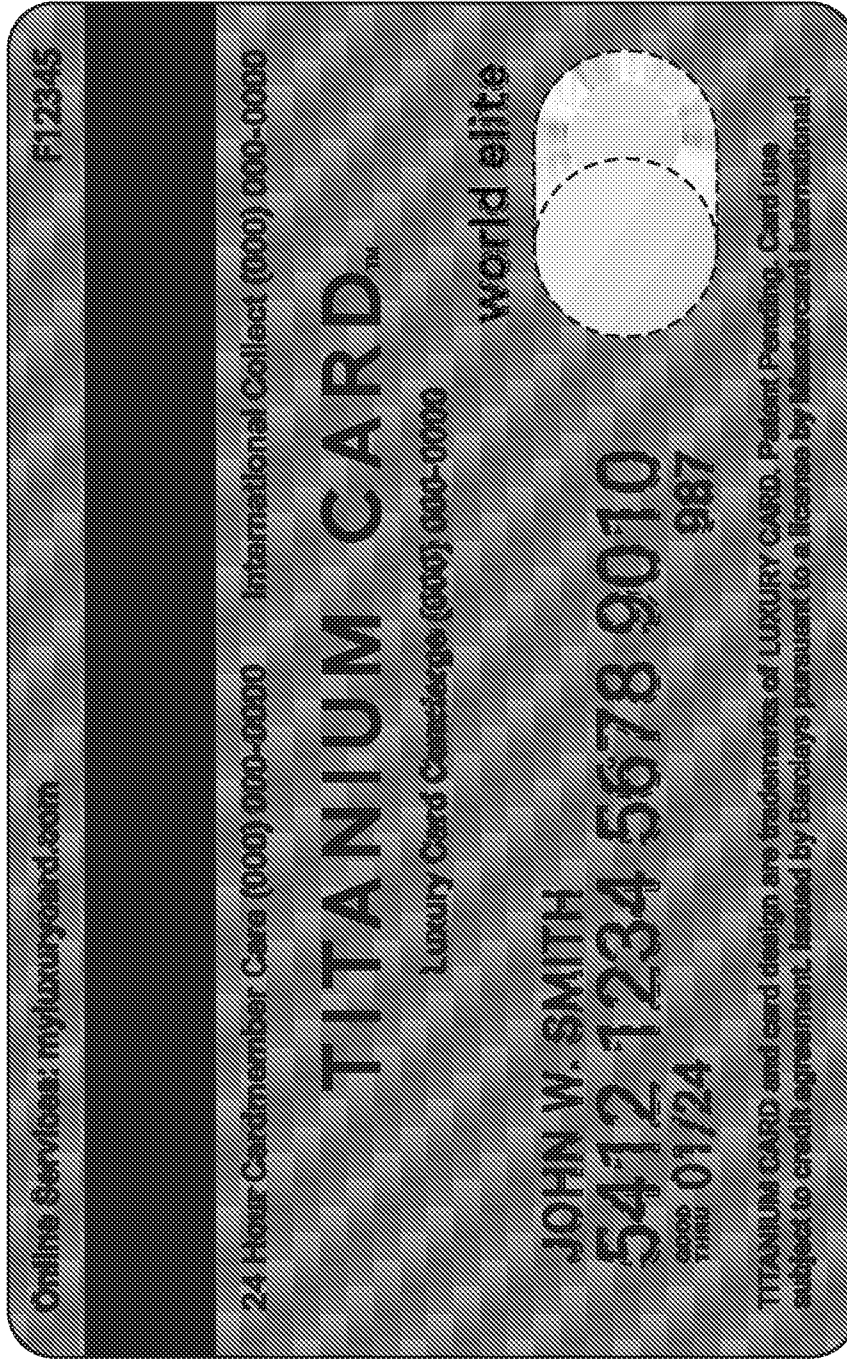 Online Services: myluxurycard.com F12345
24 Hour Cardmember Care (000) 000-0000 International Collect (000) 000-0000
TITANIUM CARD™
Luxury Card Concierge (000) 000-0000
world elite
JOHN W. SMITH
5412 1234 5678 9010
GOOD THRU 01/24 987
TITANIUM CARD and card design are trademarks of LUXURY CARD. Patent Pending. Card use
subject to credit agreement. Issued by Barclays pursuant to a license by Mastercard International.